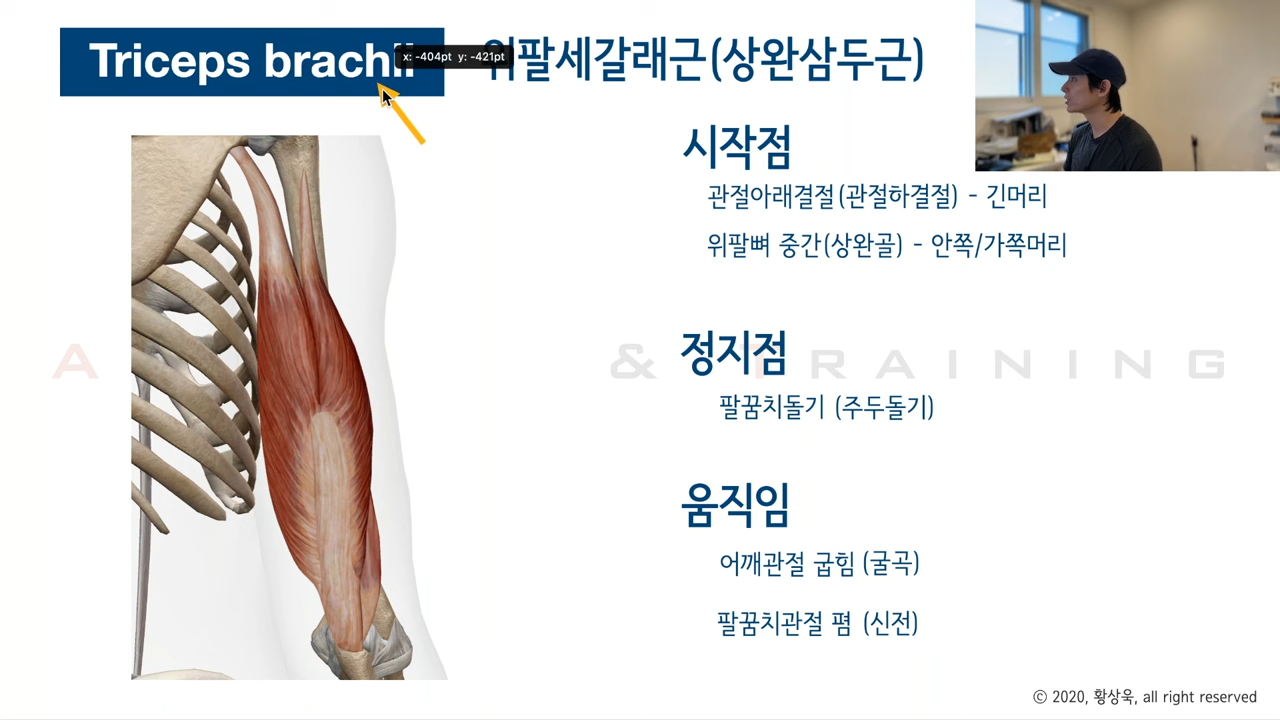 Triceps brachii
x: -404pt y: -421pt
위팔세갈래근(상완삼두근)
시작점
관절아래결절(관절하결절) - 긴머리
위팔뼈 중간(상완골) - 안쪽/가쪽머리
정지점
A & TRAINING
팔꿈치돌기 (주두돌기)
움직임
어깨관절 굽힘 (굴곡)
팔꿈치관절 폄 (신전)
© 2020, 황상욱, all right reserved